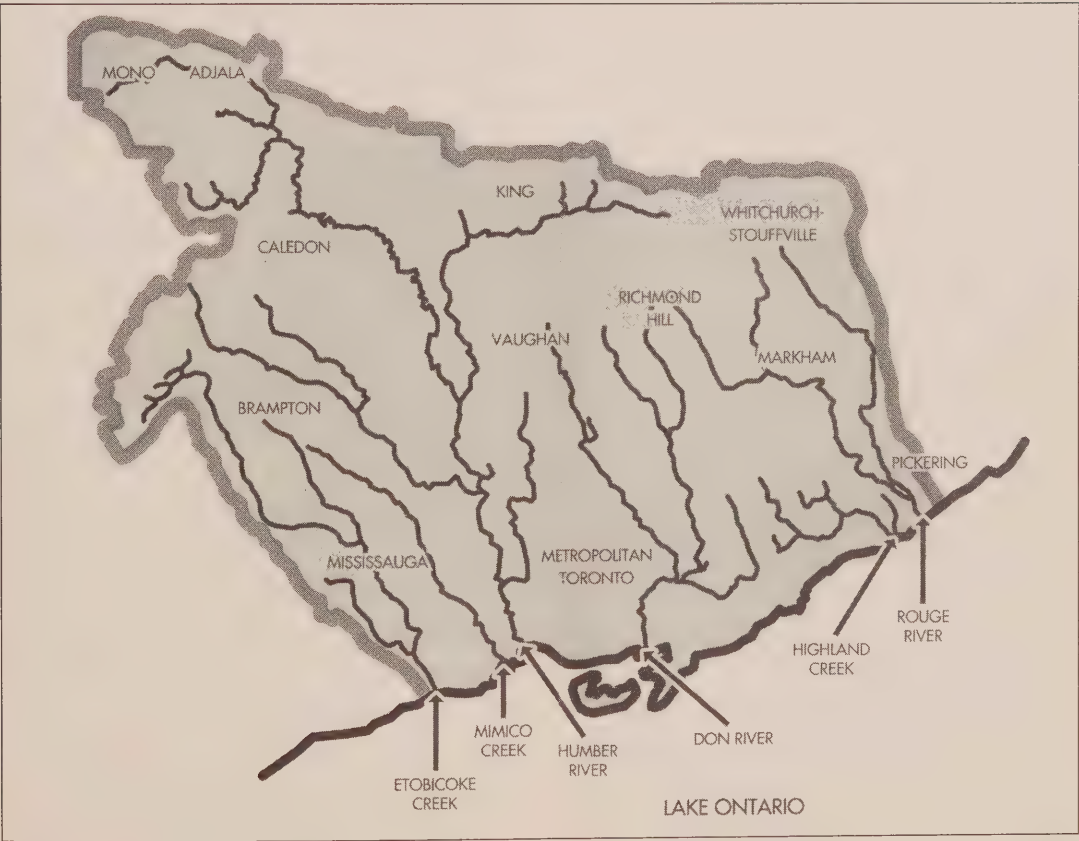 MONO ADJALA
KING
WHITCHURCH-
STOUFFVILLE
CALEDON
RICHMOND
HILL
VAUGHAN
MARKHAM
BRAMPTON
PICKERING
METROPOLITAN
TORONTO
MISSISSAUGA
ROUGE
RIVER
HIGHLAND
CREEK
MIMICO
CREEK
HUMBER
RIVER
DON RIVER
ETOBICOKE
CREEK
LAKE ONTARIO